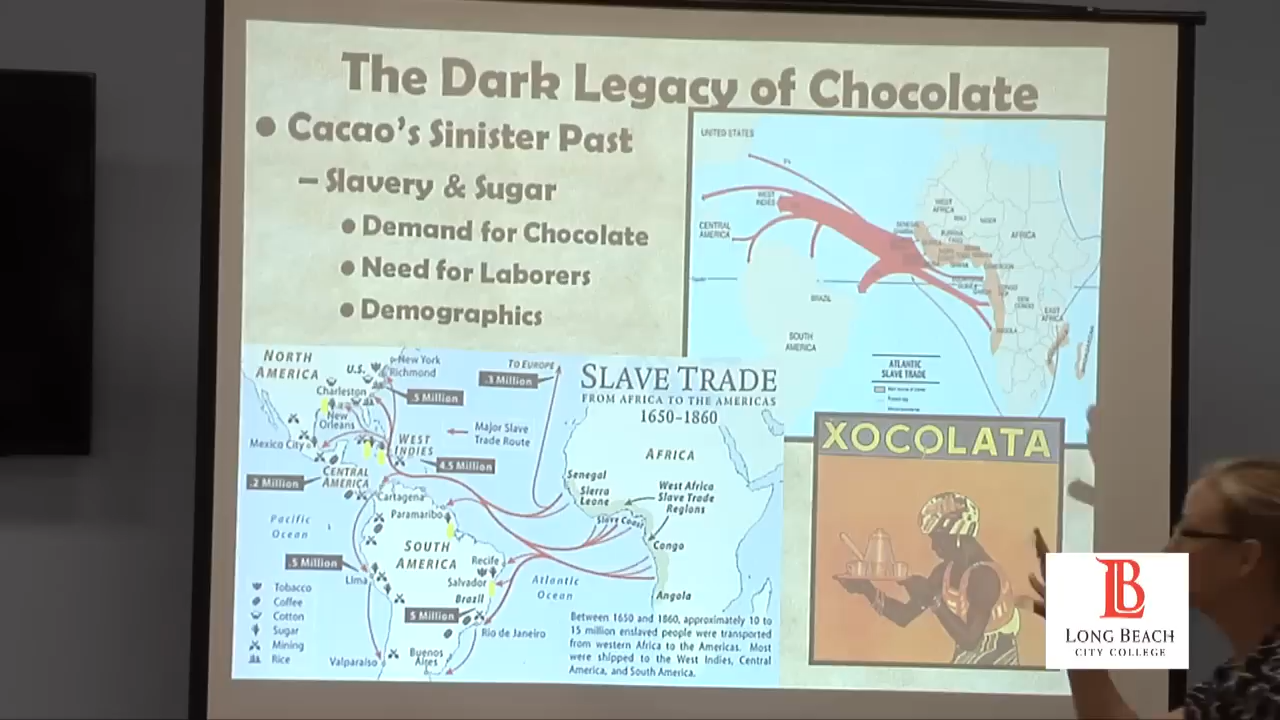 The Dark Legacy of Chocolate
● Cacao's Sinister Past
– Slavery & Sugar
● Demand for Chocolate
● Need for Laborers
● Demographics
UNITED STATES
WEST
INDIES
CENTRAL
AMERICA
WEST
AFRICA
AFRICA
EAST
AFRICA
ANGOLA
BRAZIL
SOUTH
AMERICA
ATLANTIC
SLAVE TRADE
NORTH
AMERICA
U.S.
New York
Richmond
Charleston
New
Orleans
Mexico City
WEST
INDIES
CENTRAL
AMERICA
.2 Million
.5 Million
4.5 Million
TO EUROPE
.3 Million
Major Slave
Trade Route
SLAVE TRADE
FROM AFRICA TO THE AMERICAS
1650–1860
AFRICA
Senegal
Sierra
Leone
West Africa
Slave Trade
Regions
Slave Coast
Congo
Angola
Cartagena
Paramaribo
Pacific
Ocean
SOUTH
AMERICA
Recife
Salvador
Brazil
.5 Million
Lima
5 Million
Atlantic
Ocean
Rio de Janeiro
Buenos
Aires
Valparaiso
Tobacco
Coffee
Cotton
Sugar
Mining
Rice
Between 1650 and 1860, approximately 10 to
15 million enslaved people were transported
from western Africa to the Americas. Most
were shipped to the West Indies, Central
America, and South America.
XOCOLATA
LB
LONG BEACH
CITY COLLEGE